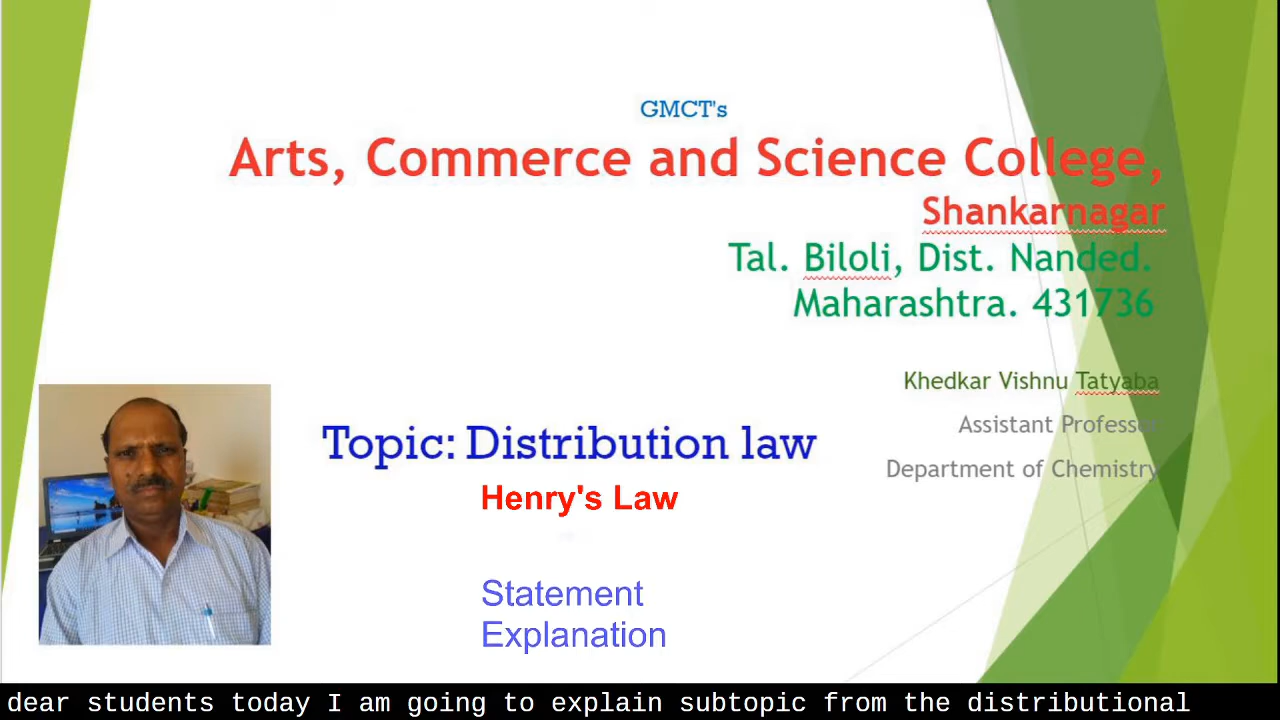 GMCT's
Arts, Commerce and Science College,
Shankarnagar
Tal. Biloli, Dist. Nanded.
Maharashtra. 431736
Khedkar Vishnu Tatyaba
Assistant Professor
Department of Chemistry
Topic: Distribution law
Henry's Law
Statement
Explanation
dear students today I am going to explain subtopic from the distributional